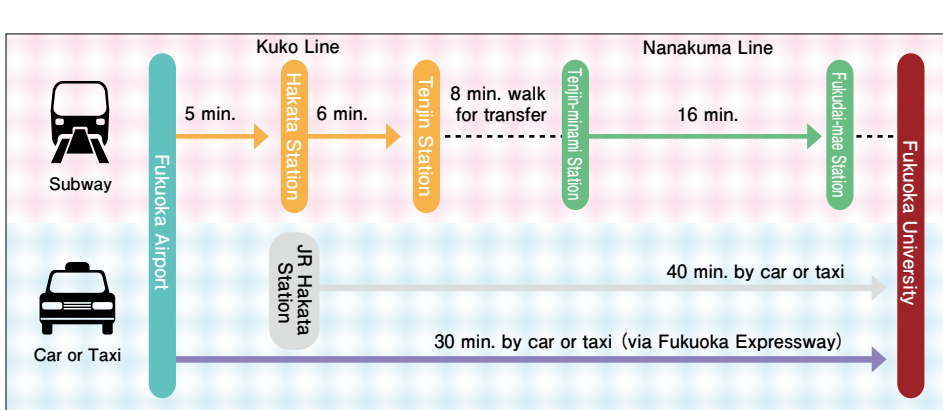 Kuko Line
Nanakuma Line
Subway
Fukuoka Airport
5 min.
Hakata Station
6 min.
Tenjin Station
8 min. walk
for transfer
Tenjin-minami Station
16 min.
Fukudai-mae Station
Fukuoka University
Car or Taxi
JR Hakata
Station
40 min. by car or taxi
30 min. by car or taxi (via Fukuoka Expressway)